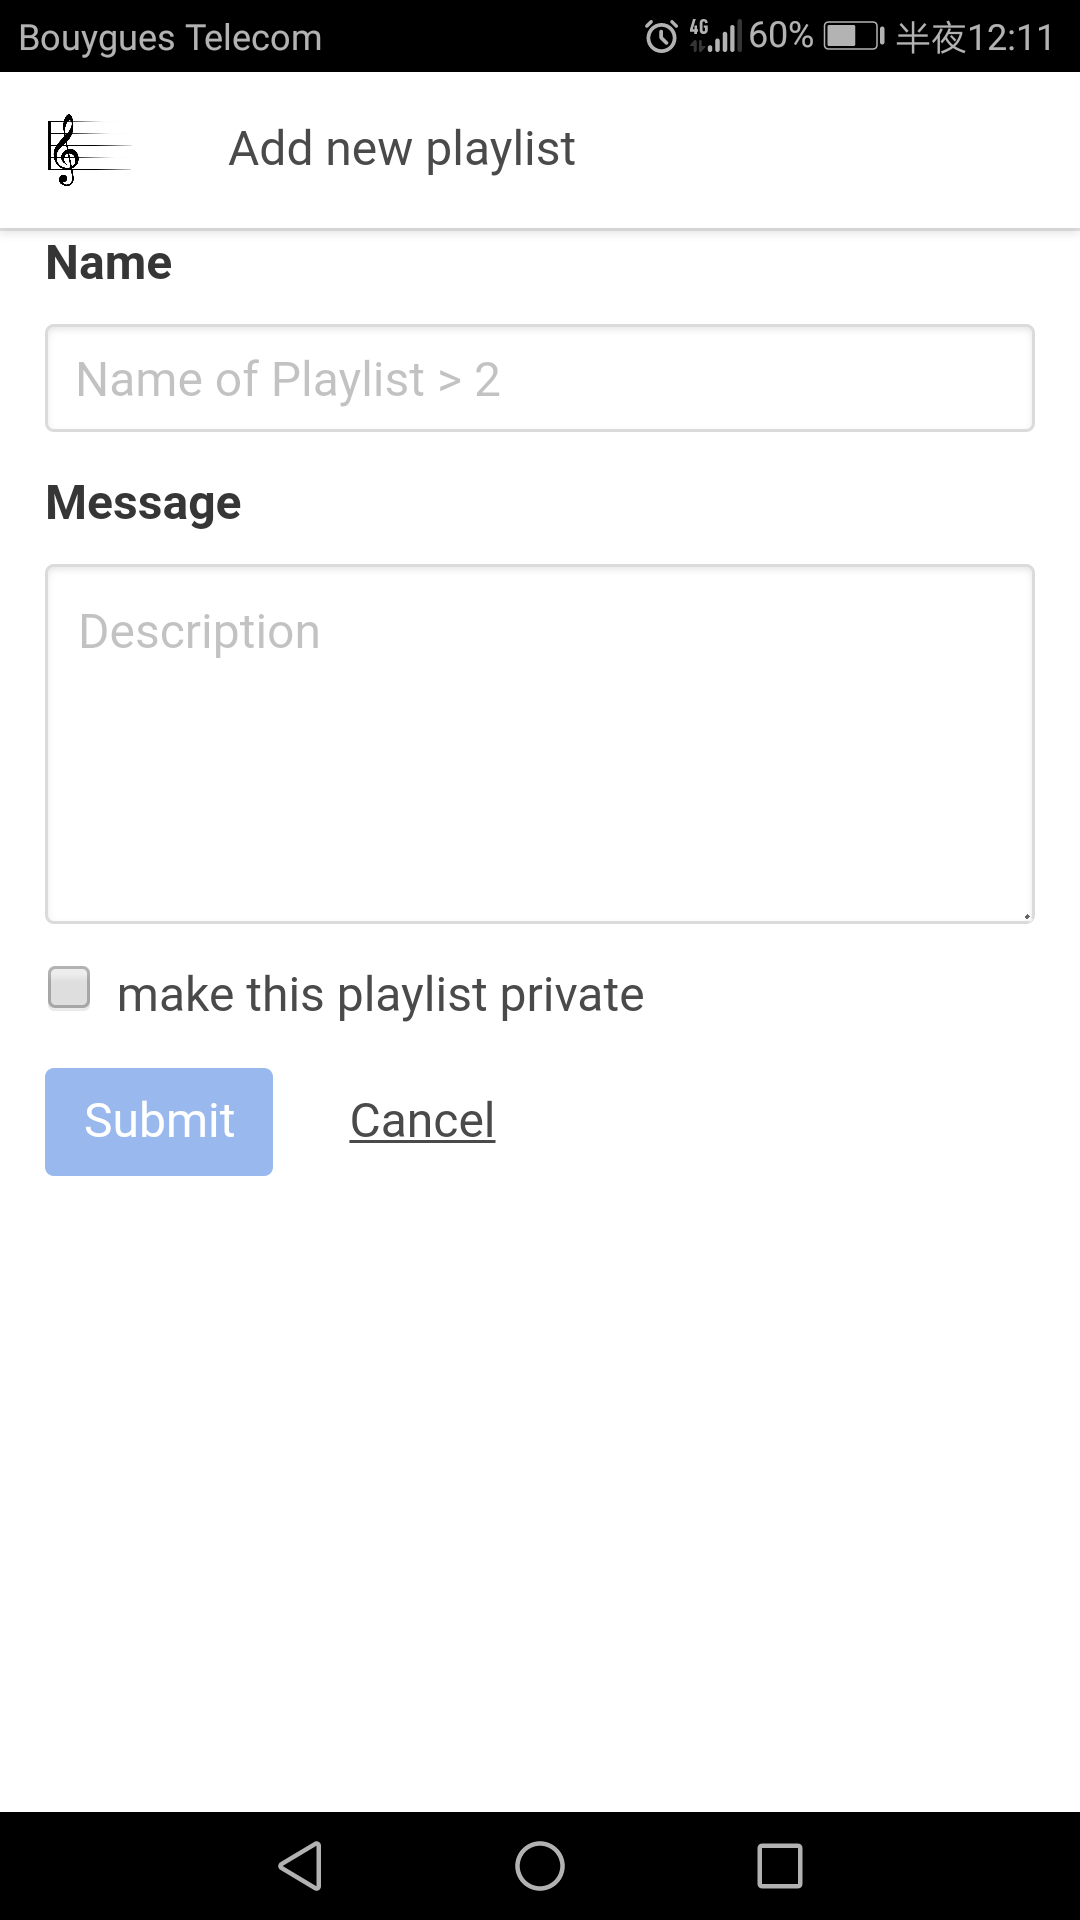 Bouygues Telecom 4G 60% 半夜12:11
Add new playlist
Name
Name of Playlist > 2
Message
Description
make this playlist private
Submit Cancel